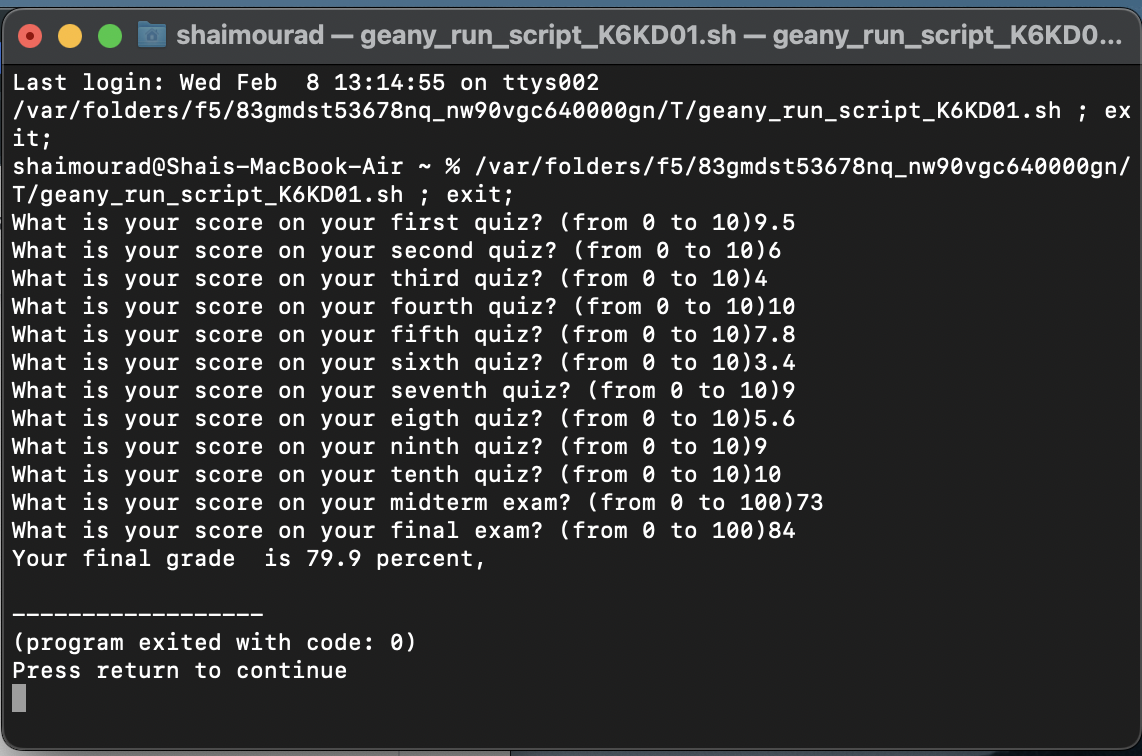 shaimourad — geany_run_script_K6KD01.sh — geany_run_script_K6KD0...
Last login: Wed Feb  8 13:14:55 on ttys002
/var/folders/f5/83gmdst53678nq_nw90vgc640000gn/T/geany_run_script_K6KD01.sh ; ex
it;
shaimourad@Shais-MacBook-Air ~ % /var/folders/f5/83gmdst53678nq_nw90vgc640000gn/
T/geany_run_script_K6KD01.sh ; exit;
What is your score on your first quiz? (from 0 to 10)9.5
What is your score on your second quiz? (from 0 to 10)6
What is your score on your third quiz? (from 0 to 10)4
What is your score on your fourth quiz? (from 0 to 10)10
What is your score on your fifth quiz? (from 0 to 10)7.8
What is your score on your sixth quiz? (from 0 to 10)3.4
What is your score on your seventh quiz? (from 0 to 10)9
What is your score on your eigth quiz? (from 0 to 10)5.6
What is your score on your ninth quiz? (from 0 to 10)9
What is your score on your tenth quiz? (from 0 to 10)10
What is your score on your midterm exam? (from 0 to 100)73
What is your score on your final exam? (from 0 to 100)84
Your final grade  is 79.9 percent,
------------------
(program exited with code: 0)
Press return to continue